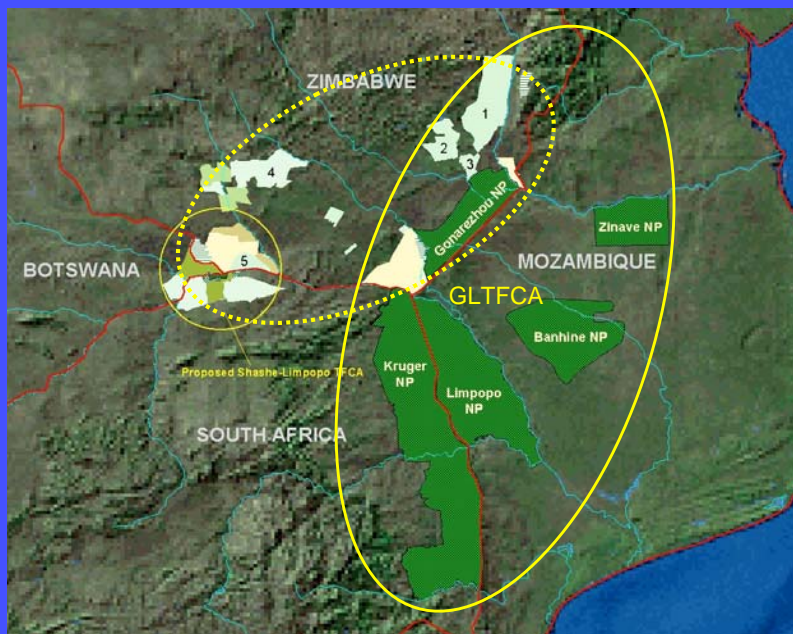 ZIMBABWE
1
2
3
4
Gonarezhou NP
Zinave NP
BOTSWANA
5
MOZAMBIQUE
GLTFCA
Banhine NP
Proposed Shashe-Limpopo TFCA
Kruger
NP
Limpopo
NP
SOUTH AFRICA